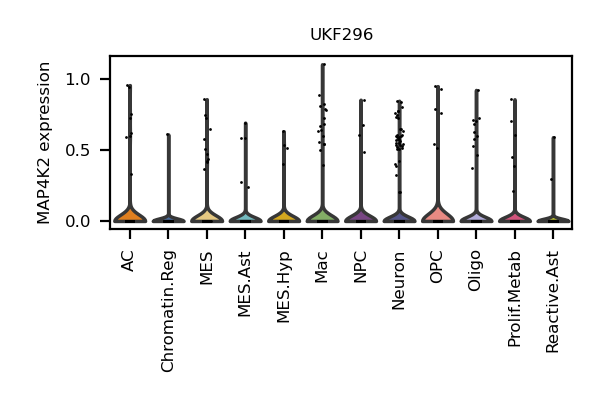 UKF296
MAP4K2 expression
1.0
0.5
0.0
AC
Chromatin.Reg
MES
MES.Ast
MES.Hyp
Mac
NPC
Neuron
OPC
Oligo
Prolif.Metab
Reactive.Ast